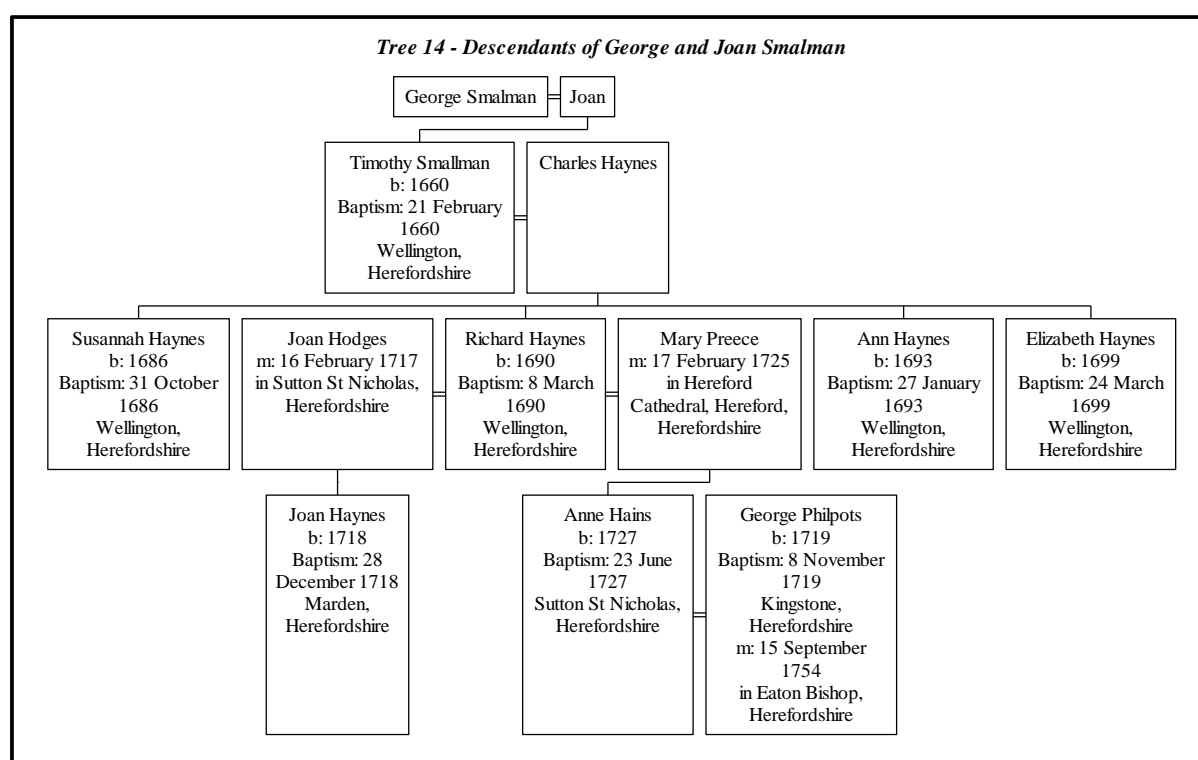 Tree 14 - Descendants of George and Joan Smalman
George Smalman
Joan
Timothy Smallman
b: 1660
Baptism: 21 February
1660
Wellington,
Herefordshire
Charles Haynes
Susannah Haynes
b: 1686
Baptism: 31 October
1686
Wellington,
Herefordshire
Joan Hodges
m: 16 February 1717
in Sutton St Nicholas,
Herefordshire
Richard Haynes
b: 1690
Baptism: 8 March
1690
Wellington,
Herefordshire
Mary Preece
m: 17 February 1725
in Hereford
Cathedral, Hereford,
Herefordshire
Ann Haynes
b: 1693
Baptism: 27 January
1693
Wellington,
Herefordshire
Elizabeth Haynes
b: 1699
Baptism: 24 March
1699
Wellington,
Herefordshire
Joan Haynes
b: 1718
Baptism: 28
December 1718
Marden,
Herefordshire
Anne Hains
b: 1727
Baptism: 23 June
1727
Sutton St Nicholas,
Herefordshire
George Philpots
b: 1719
Baptism: 8 November
1719
Kingstone,
Herefordshire
m: 15 September
1754
in Eaton Bishop,
Herefordshire